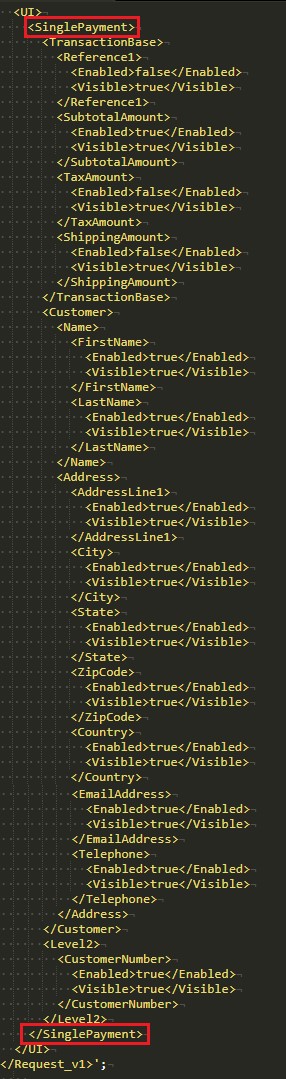 <UI>
<SinglePayment>
<TransactionBase>
<Reference1>
<Enabled>false</Enabled>
<Visible>true</Visible>
</Reference1>
<SubtotalAmount>
<Enabled>true</Enabled>
<Visible>true</Visible>
</SubtotalAmount>
<TaxAmount>
<Enabled>false</Enabled>
<Visible>true</Visible>
</TaxAmount>
<ShippingAmount>
<Enabled>false</Enabled>
<Visible>true</Visible>
</ShippingAmount>
</TransactionBase>
<Customer>
<Name>
<FirstName>
<Enabled>true</Enabled>
<Visible>true</Visible>
</FirstName>
<LastName>
<Enabled>true</Enabled>
<Visible>true</Visible>
</LastName>
</Name>
<Address>
<AddressLine1>
<Enabled>true</Enabled>
<Visible>true</Visible>
</AddressLine1>
<City>
<Enabled>true</Enabled>
<Visible>true</Visible>
</City>
<State>
<Enabled>true</Enabled>
<Visible>true</Visible>
</State>
<ZipCode>
<Enabled>true</Enabled>
<Visible>true</Visible>
</ZipCode>
<Country>
<Enabled>true</Enabled>
<Visible>true</Visible>
</Country>
<EmailAddress>
<Enabled>true</Enabled>
<Visible>true</Visible>
</EmailAddress>
<Telephone>
<Enabled>true</Enabled>
<Visible>true</Visible>
</Telephone>
</Address>
</Customer>
<Level2>
<CustomerNumber>
<Enabled>true</Enabled>
<Visible>true</Visible>
</CustomerNumber>
</Level2>
</SinglePayment>
</UI>
</Request_v1>';